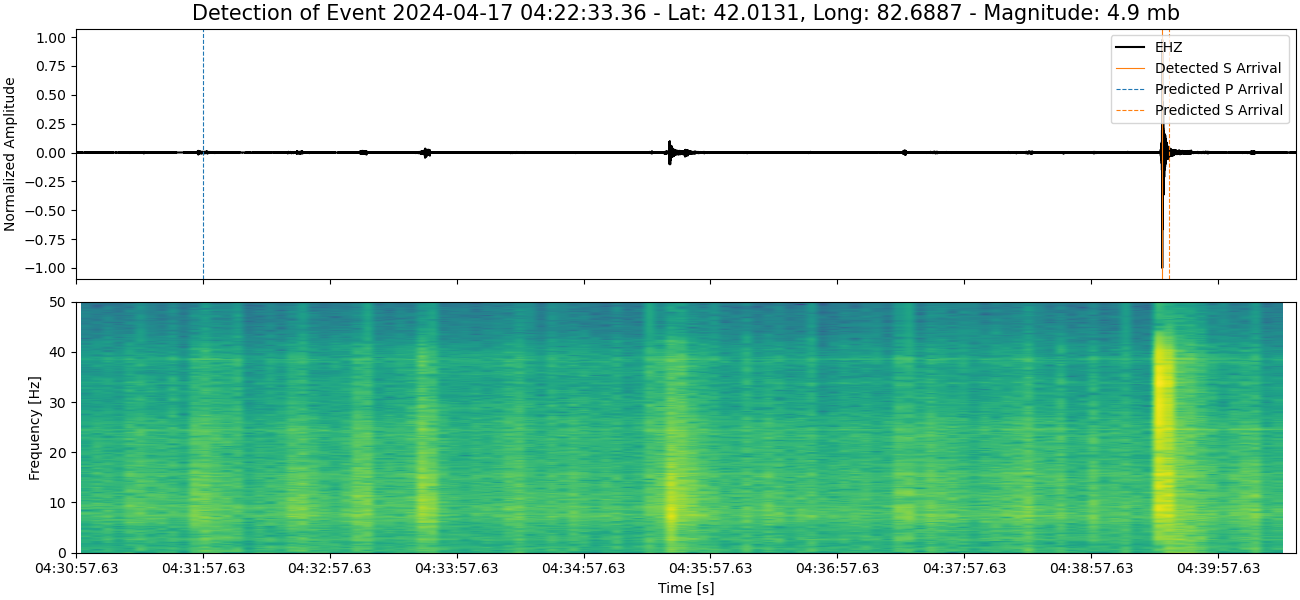 Detection of Event 2024-04-17 04:22:33.36 - Lat: 42.0131, Long: 82.6887 - Magnitude: 4.9 mb
Normalized Amplitude
1.00
0.75
0.50
0.25
0.00
−0.25
−0.50
−0.75
−1.00
EHZ
Detected S Arrival
Predicted P Arrival
Predicted S Arrival
Frequency [Hz]
50
40
30
20
10
0
04:30:57.63 04:31:57.63 04:32:57.63 04:33:57.63 04:34:57.63 04:35:57.63 04:36:57.63 04:37:57.63 04:38:57.63 04:39:57.63
Time [s]